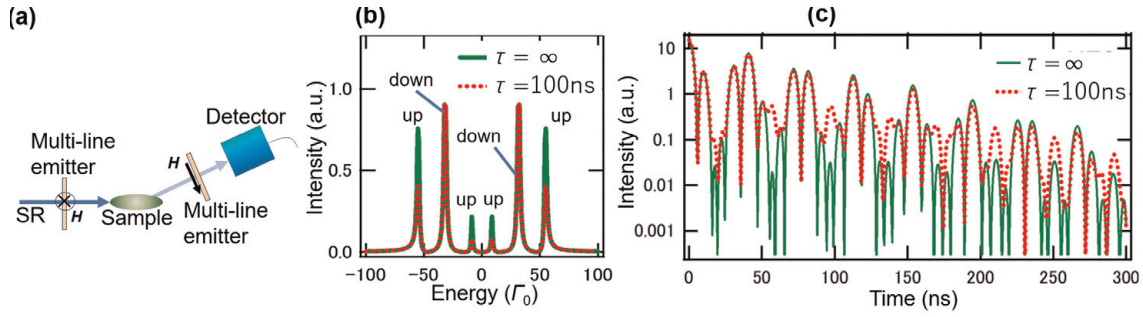 (a)
Multi-line
emitter
H
SR
H
Sample
Detector
Multi-line
emitter
(b)
τ = ∞
τ = 100ns
down
up
up
down
up
up
1.0
0.5
0.0
Intensity (a.u.)
−100
−50
0
50
100
Energy (Γ0)
(c)
τ = ∞
τ = 100ns
10
1
0.1
0.01
0.001
Intensity (a.u.)
0
50
100
150
200
250
300
Time (ns)